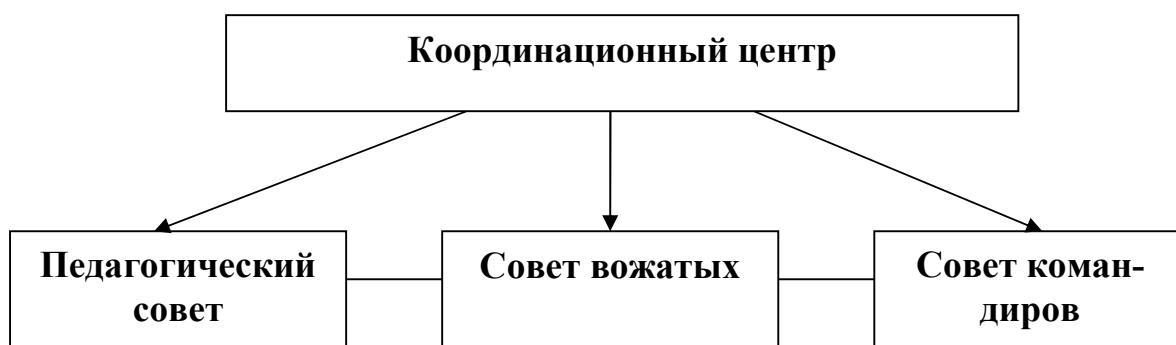 Координационный центр
Педагогический
совет
Совет вожатых
Совет коман-
диров